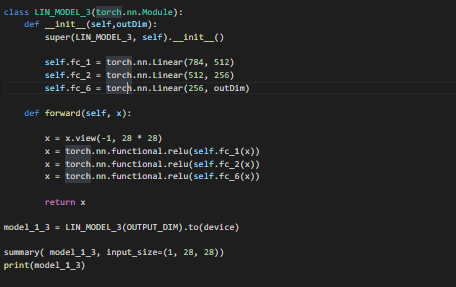 class LIN_MODEL_3(torch.nn.Module):
    def __init__(self,outDim):
        super(LIN_MODEL_3, self).__init__()
        self.fc_1 = torch.nn.Linear(784, 512)
        self.fc_2 = torch.nn.Linear(512, 256)
        self.fc_6 = torch.nn.Linear(256, outDim)
    def forward(self, x):
        x = x.view(-1, 28 * 28)
        x = torch.nn.functional.relu(self.fc_1(x))
        x = torch.nn.functional.relu(self.fc_2(x))
        x = torch.nn.functional.relu(self.fc_6(x))
        return x
model_1_3 = LIN_MODEL_3(OUTPUT_DIM).to(device)
summary( model_1_3, input_size=(1, 28, 28))
print(model_1_3)